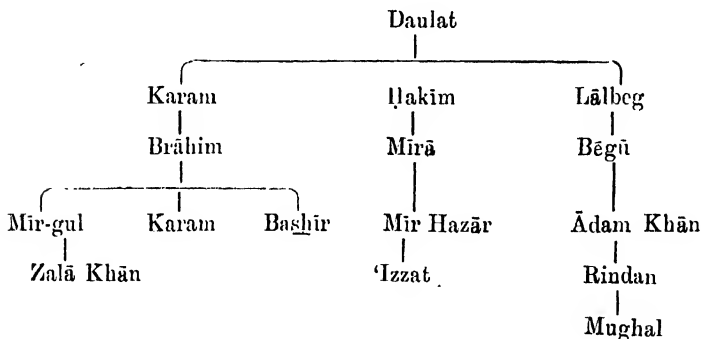 Daulat
Karam Ḥakīm Lālbeg
Brāhim Mīrā Bēgū
Mīr-gul Karam Bashīr Mīr Hazār Ādam Khān
Zalā Khān ‘Izzat Rindan
Mughal